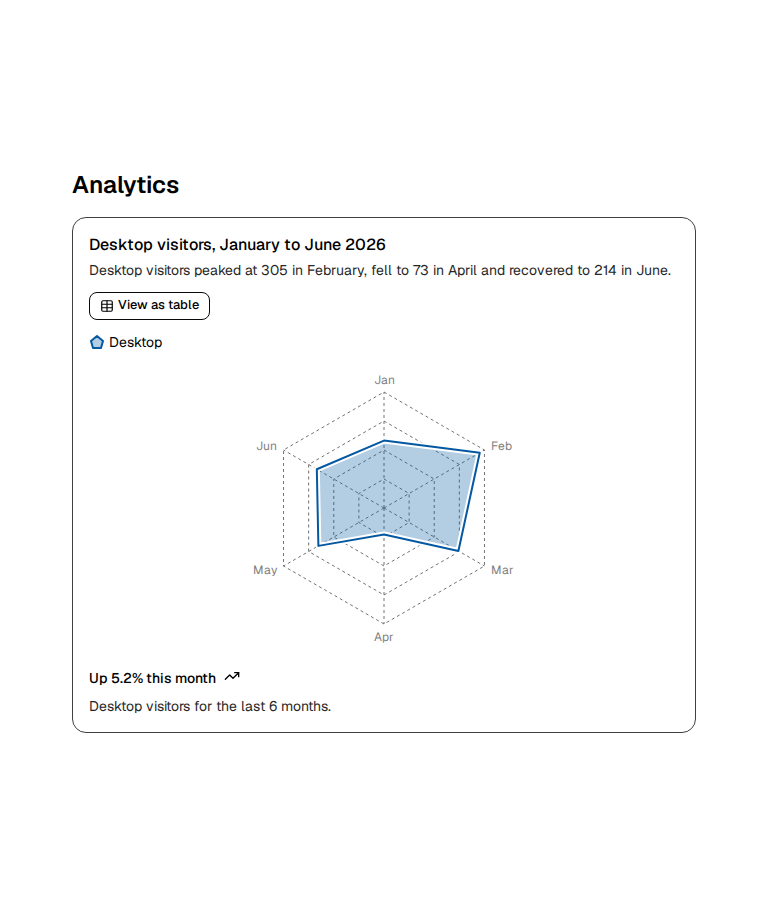 Analytics
Desktop visitors, January to June 2026
Desktop visitors peaked at 305 in February, fell to 73 in April and recovered to 214 in June.
View as table
Desktop
Jan
Jun
Feb
May
Mar
Apr
Up 5.2% this month
Desktop visitors for the last 6 months.